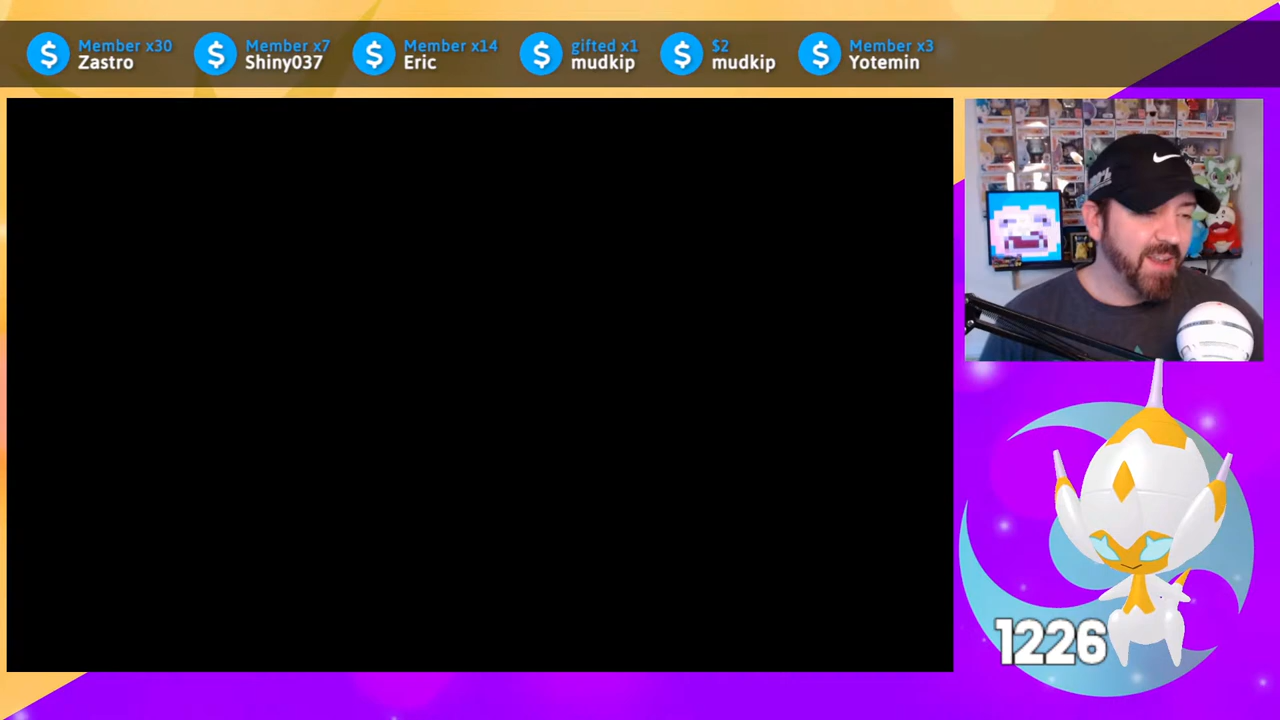 Member x30
Zastro
Member x7
Shiny037
Member x14
Eric
gifted x1
mudkip
$2
mudkip
Member x3
Yotemin
1226